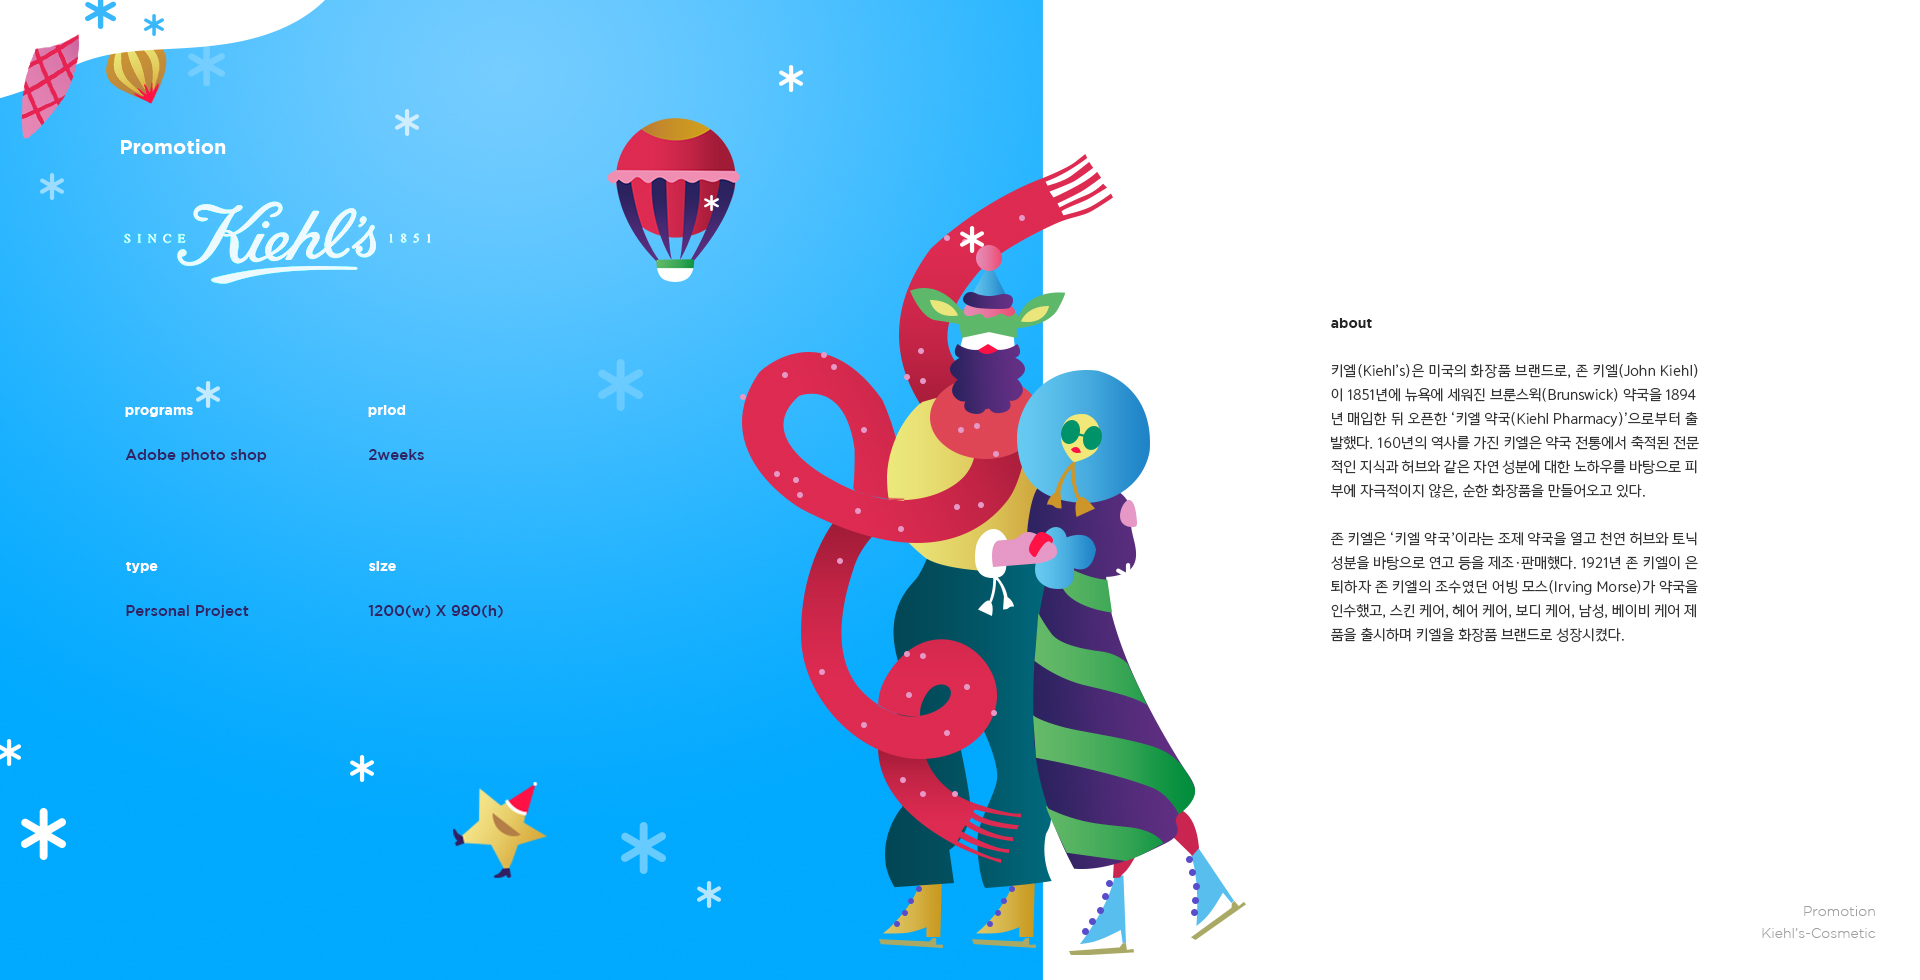 Promotion
SINCE Kiehl's 1851
programs
priod
Adobe photo shop
2weeks
type
size
Personal Project
1200(w) X 980(h)
about
키엘(Kiehl's)은 미국의 화장품 브랜드로, 존 키엘(John Kiehl)
이 1851년에 뉴욕에 세워진 브룬스윅(Brunswick) 약국을 1894
년 매입한 뒤 오픈한 ‘키엘 약국(Kiehl Pharmacy)’으로부터 출
발했다. 160년의 역사를 가진 키엘은 약국 전통에서 축적된 전문
적인 지식과 허브와 같은 자연 성분에 대한 노하우를 바탕으로 피
부에 자극적이지 않은, 순한 화장품을 만들어오고 있다.
존 키엘은 ‘키엘 약국’이라는 조제 약국을 열고 천연 허브와 토닉
성분을 바탕으로 연고 등을 제조·판매했다. 1921년 존 키엘이 은
퇴하자 존 키엘의 조수였던 어빙 모스(Irving Morse)가 약국을
인수했고, 스킨 케어, 헤어 케어, 보디 케어, 남성, 베이비 케어 제
품을 출시하며 키엘을 화장품 브랜드로 성장시켰다.
Promotion
Kiehl's-Cosmetic